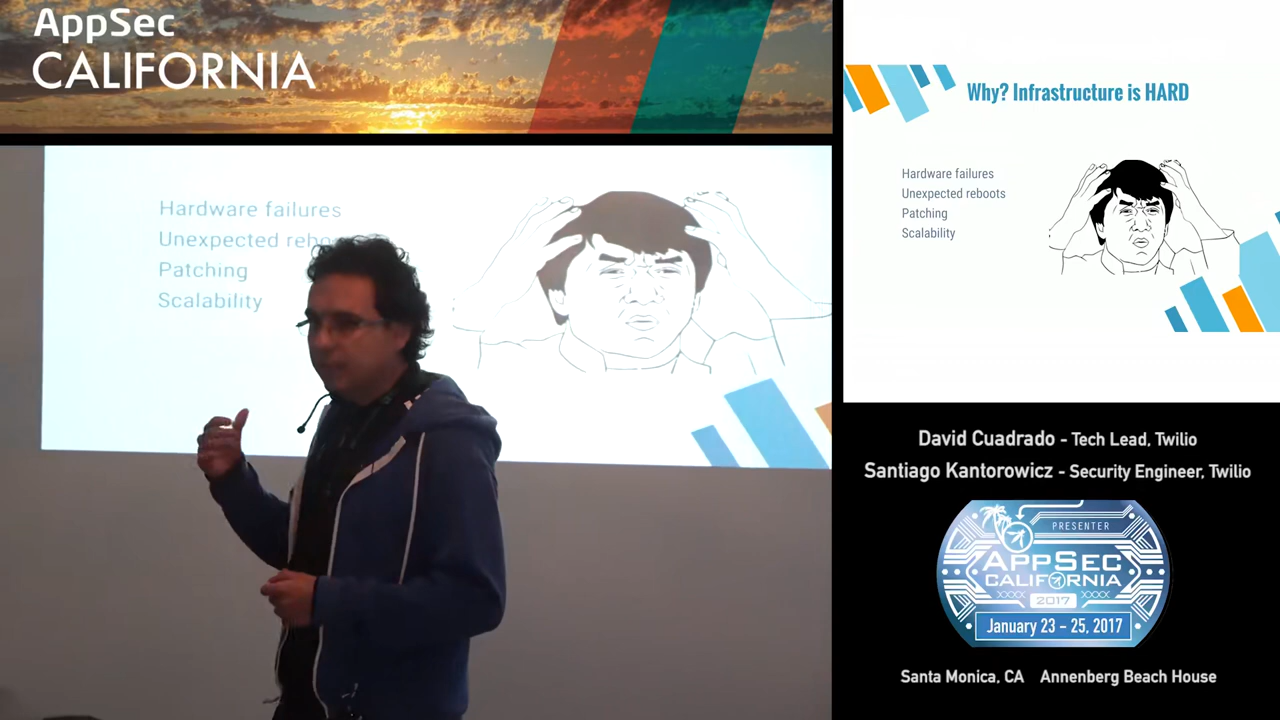 AppSec
CALIFORNIA
Why? Infrastructure is HARD
Hardware failures
Unexpected reboots
Patching
Scalability
Hardware failures
Unexpected rebo
Patching
Scalability
David Cuadrado - Tech Lead, Twilio
Santiago Kantorowicz - Security Engineer, Twilio
PRESENTER
APPSEC
CALIFORNIA
2017
January 23 - 25, 2017
Santa Monica, CA Annenberg Beach House